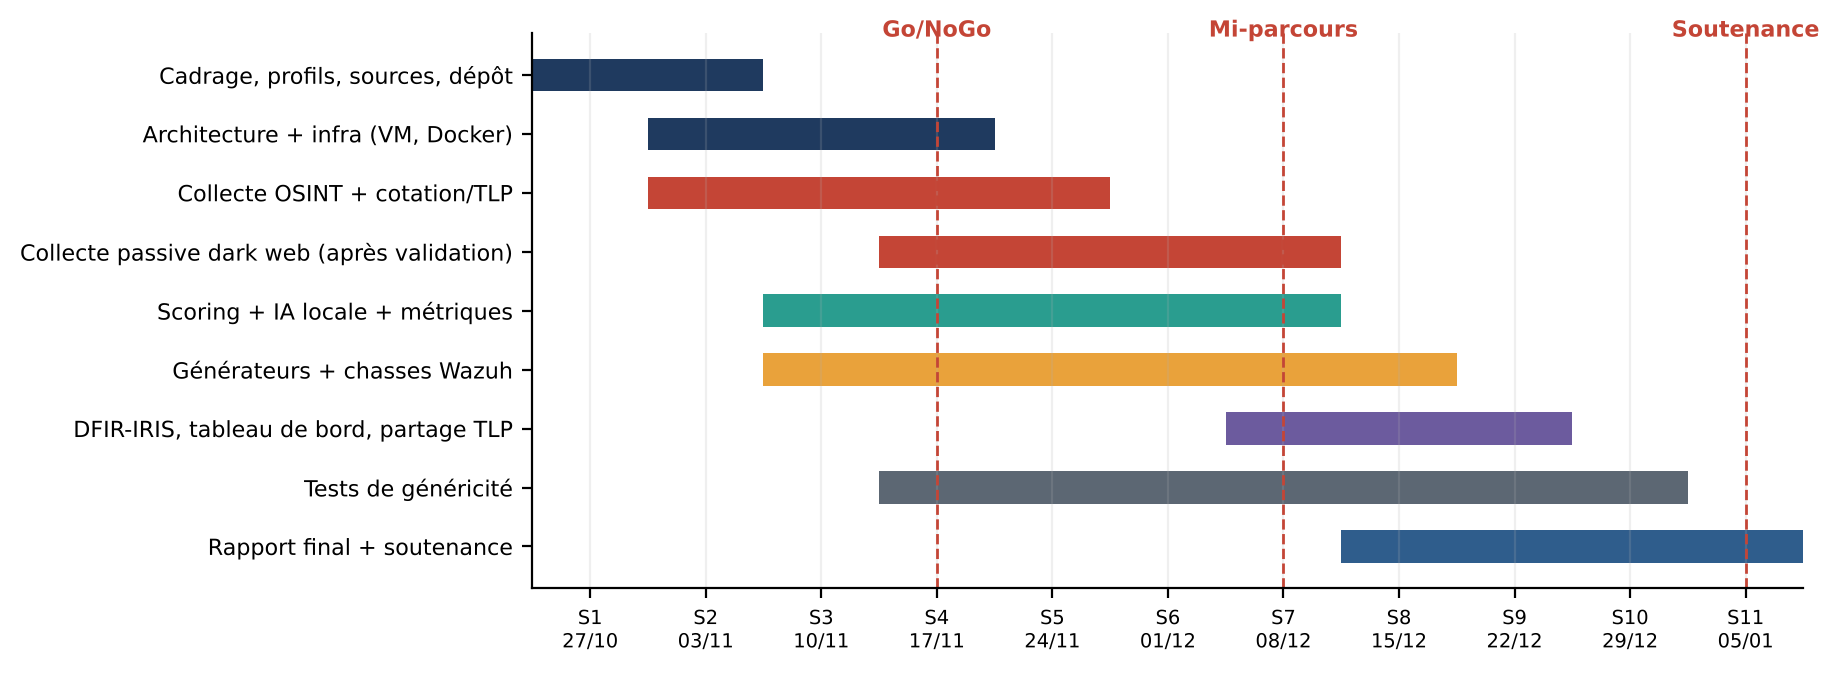 Go/NoGo Mi-parcours Soutenance
Cadrage, profils, sources, dépôt
Architecture + infra (VM, Docker)
Collecte OSINT + cotation/TLP
Collecte passive dark web (après validation)
Scoring + IA locale + métriques
Générateurs + chasses Wazuh
DFIR-IRIS, tableau de bord, partage TLP
Tests de généricité
Rapport final + soutenance
S1 S2 S3 S4 S5 S6 S7 S8 S9 S10 S11
27/10 03/11 10/11 17/11 24/11 01/12 08/12 15/12 22/12 29/12 05/01